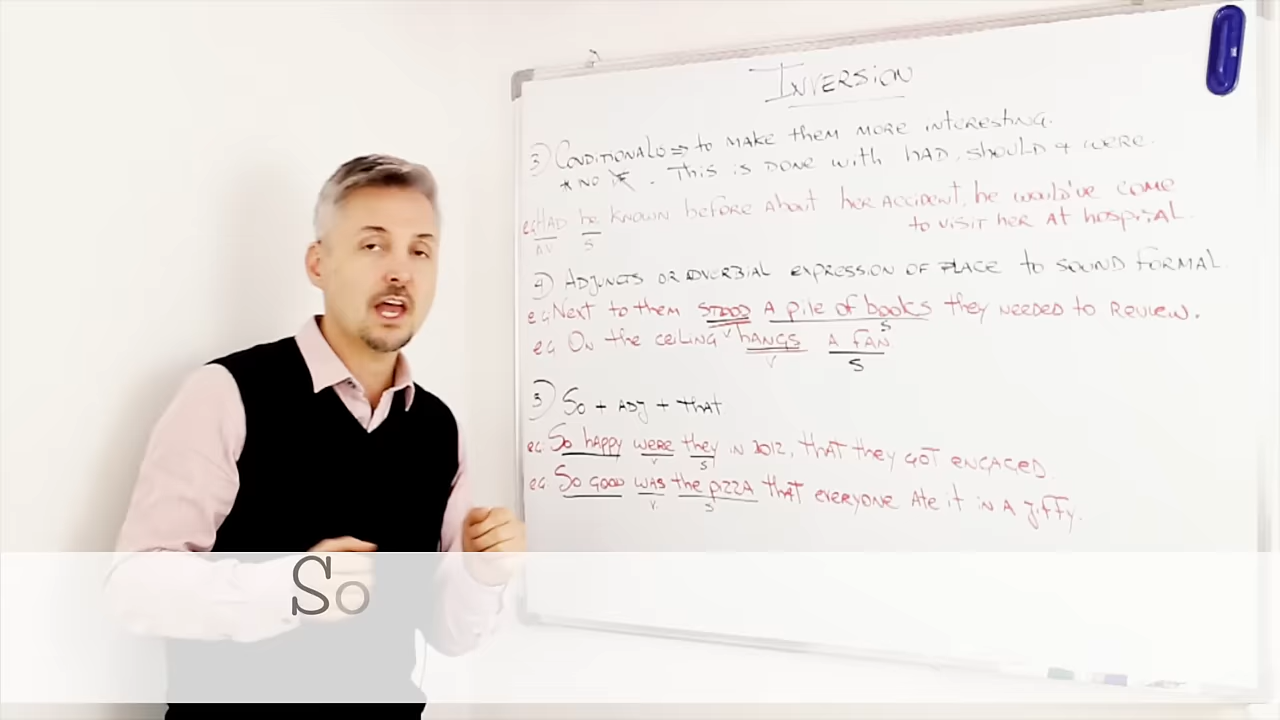 INVERSION
3) CONDITIONALS => to MAKE them MORE INTERESTING.
* NO IF . THIS IS DONE WITH HAD, SHOULD & WERE.
eg HAD he KNOWN before About her ACCIDENT, he would've come
AV S
to visit her At hospital.
4) ADJUNCTS OR ADVERBIAL EXPRESSION OF PLACE to SOUND FORMAL.
eg Next to them STOOD A pile of books they NEEDED to REVIEW.
V S
eg On the ceiling hANGS A FAN
V S
5) So + ADJ + that
eg. So happy were they in 2012, that they got engaged.
V S
eg. So good was the pizza that everyone ate it in a jiffy.
V. S
So